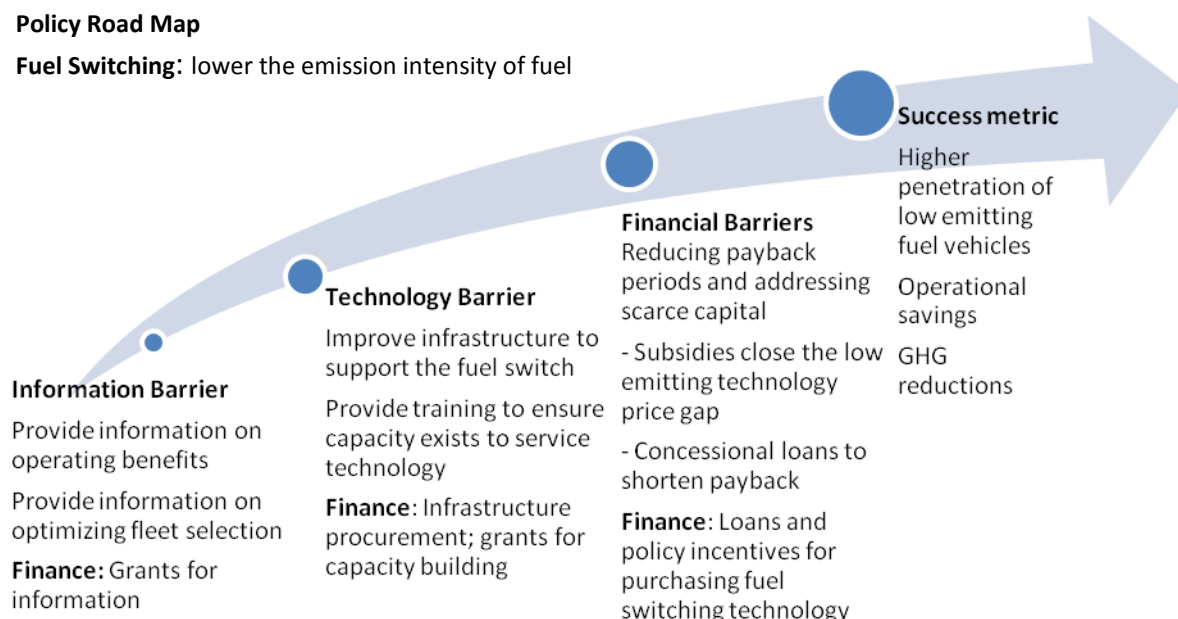 Policy Road Map
Fuel Switching: lower the emission intensity of fuel
Information Barrier
Provide information on
operating benefits
Provide information on
optimizing fleet selection
Finance: Grants for
information
Technology Barrier
Improve infrastructure to
support the fuel switch
Provide training to ensure
capacity exists to service
technology
Finance: Infrastructure
procurement; grants for
capacity building
Financial Barriers
Reducing payback
periods and addressing
scarce capital
- Subsidies close the low
emitting technology
price gap
- Concessional loans to
shorten payback
Finance: Loans and
policy incentives for
purchasing fuel
switching technology
Success metric
Higher
penetration of
low emitting
fuel vehicles
Operational
savings
GHG
reductions